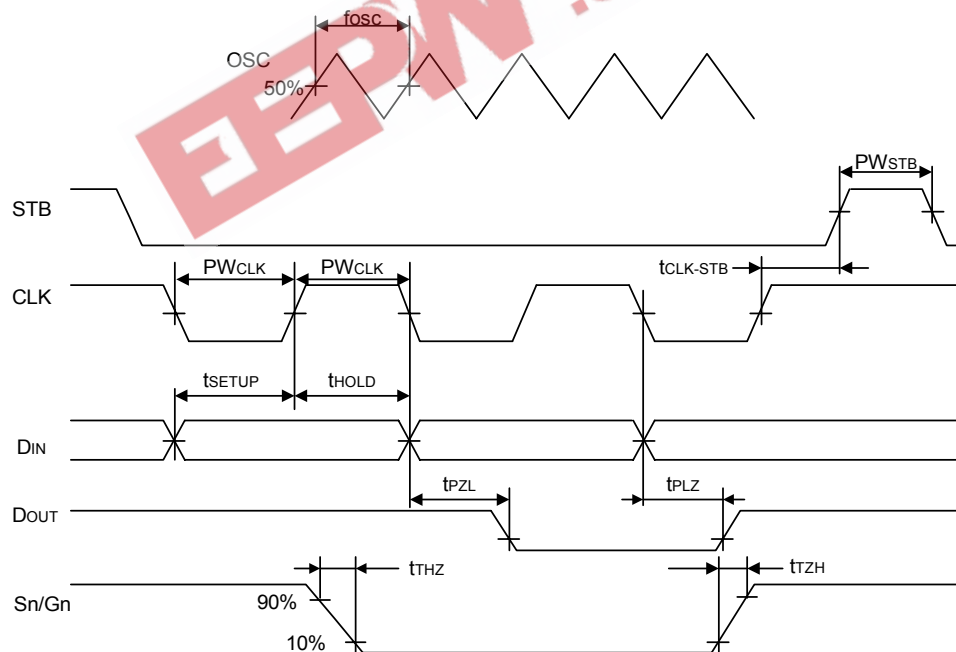 fosc
OSC
50%
PWSTB
STB
tCLK-STB
PWCLK PWCLK
CLK
tSETUP tHOLD
DIN
tPZL tPLZ
DOUT
tTHZ tTZH
Sn/Gn
90%
10%
EEPW